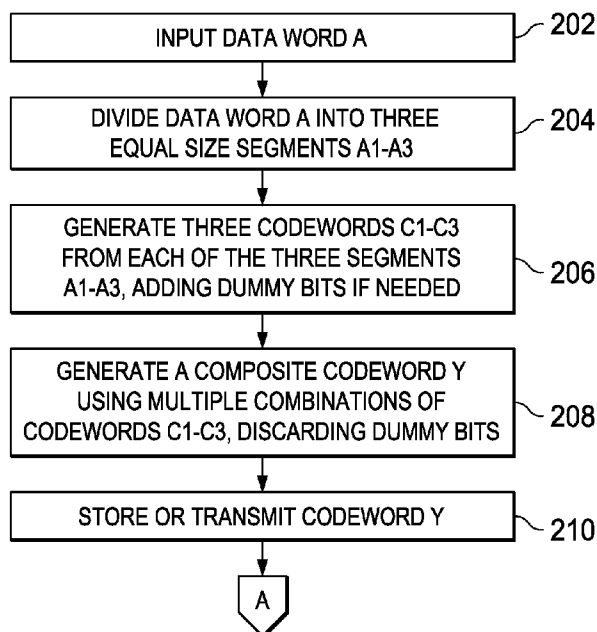 INPUT DATA WORD A
202
DIVIDE DATA WORD A INTO THREE
EQUAL SIZE SEGMENTS A1-A3
204
GENERATE THREE CODEWORDS C1-C3
FROM EACH OF THE THREE SEGMENTS
A1-A3, ADDING DUMMY BITS IF NEEDED
206
GENERATE A COMPOSITE CODEWORD Y
USING MULTIPLE COMBINATIONS OF
CODEWORDS C1-C3, DISCARDING DUMMY BITS
208
STORE OR TRANSMIT CODEWORD Y
210
A